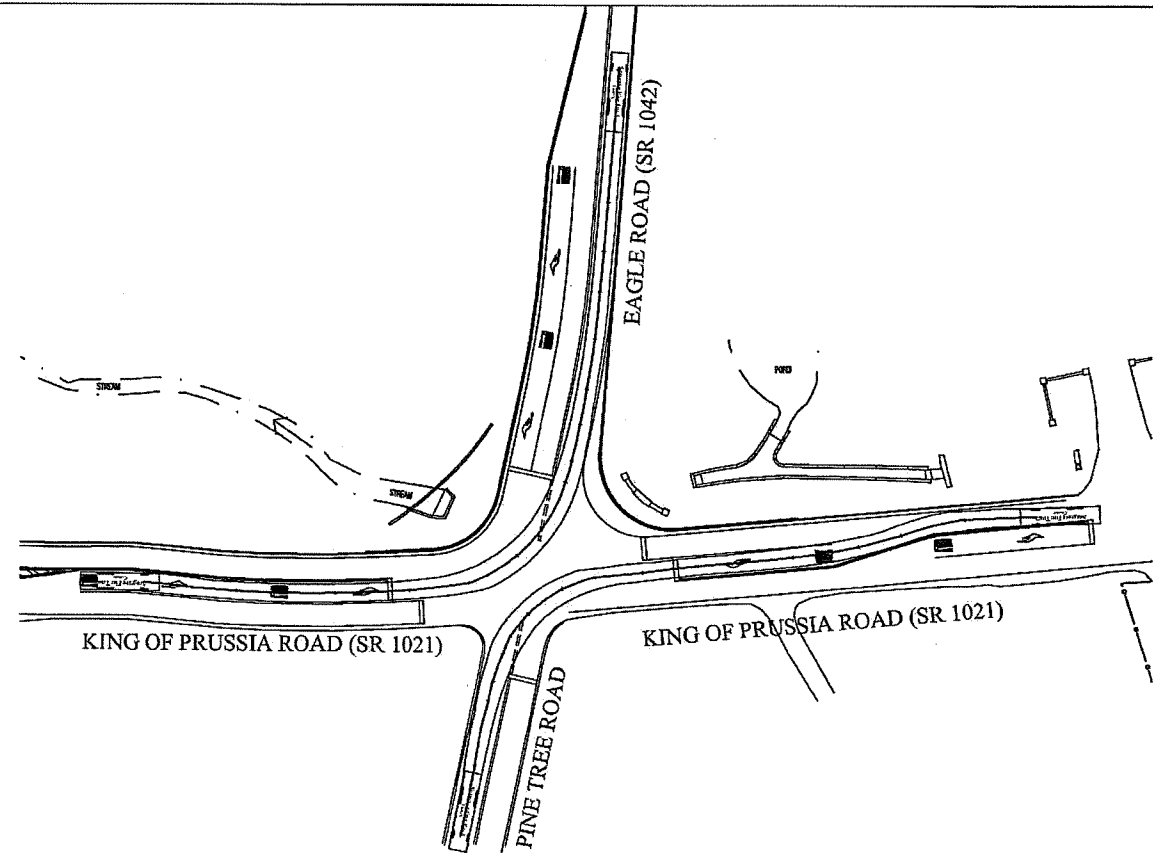 EAGLE ROAD (SR 1042)
STREAM
POND
STREAM
KING OF PRUSSIA ROAD (SR 1021)
KING OF PRUSSIA ROAD (SR 1021)
PINE TREE ROAD